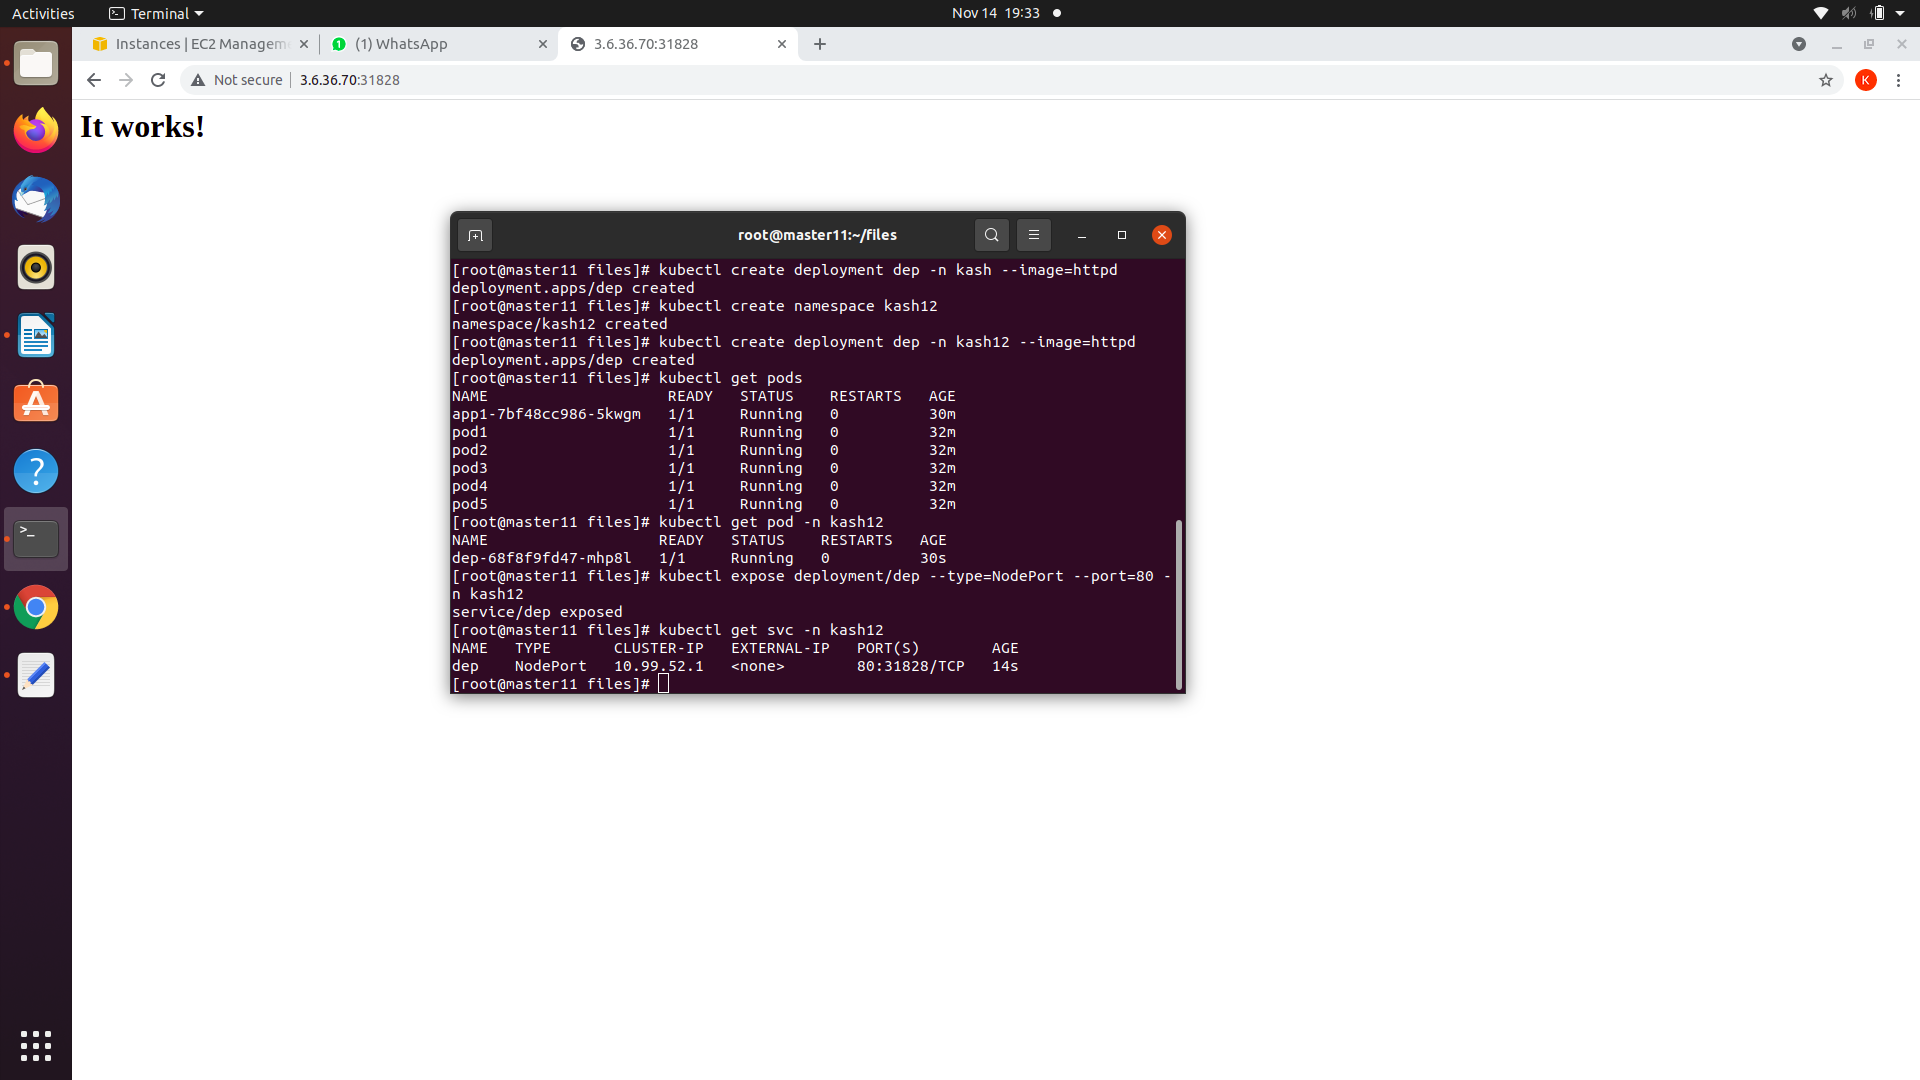 Activities
Terminal
Nov 14 19:33
Instances | EC2 Managem
(1) WhatsApp
3.6.36.70:31828
Not secure
3.6.36.70:31828
K
It works!
root@master11:~/files
[root@master11 files]# kubectl create deployment dep -n kash --image=httpd
deployment.apps/dep created
[root@master11 files]# kubectl create namespace kash12
namespace/kash12 created
[root@master11 files]# kubectl create deployment dep -n kash12 --image=httpd
deployment.apps/dep created
[root@master11 files]# kubectl get pods
NAME READY STATUS RESTARTS AGE
app1-7bf48cc986-5kwgm 1/1 Running 0 30m
pod1 1/1 Running 0 32m
pod2 1/1 Running 0 32m
pod3 1/1 Running 0 32m
pod4 1/1 Running 0 32m
pod5 1/1 Running 0 32m
[root@master11 files]# kubectl get pod -n kash12
NAME READY STATUS RESTARTS AGE
dep-68f8f9fd47-mhp8l 1/1 Running 0 30s
[root@master11 files]# kubectl expose deployment/dep --type=NodePort --port=80 -
n kash12
service/dep exposed
[root@master11 files]# kubectl get svc -n kash12
NAME TYPE CLUSTER-IP EXTERNAL-IP PORT(S) AGE
dep NodePort 10.99.52.1 <none> 80:31828/TCP 14s
[root@master11 files]#